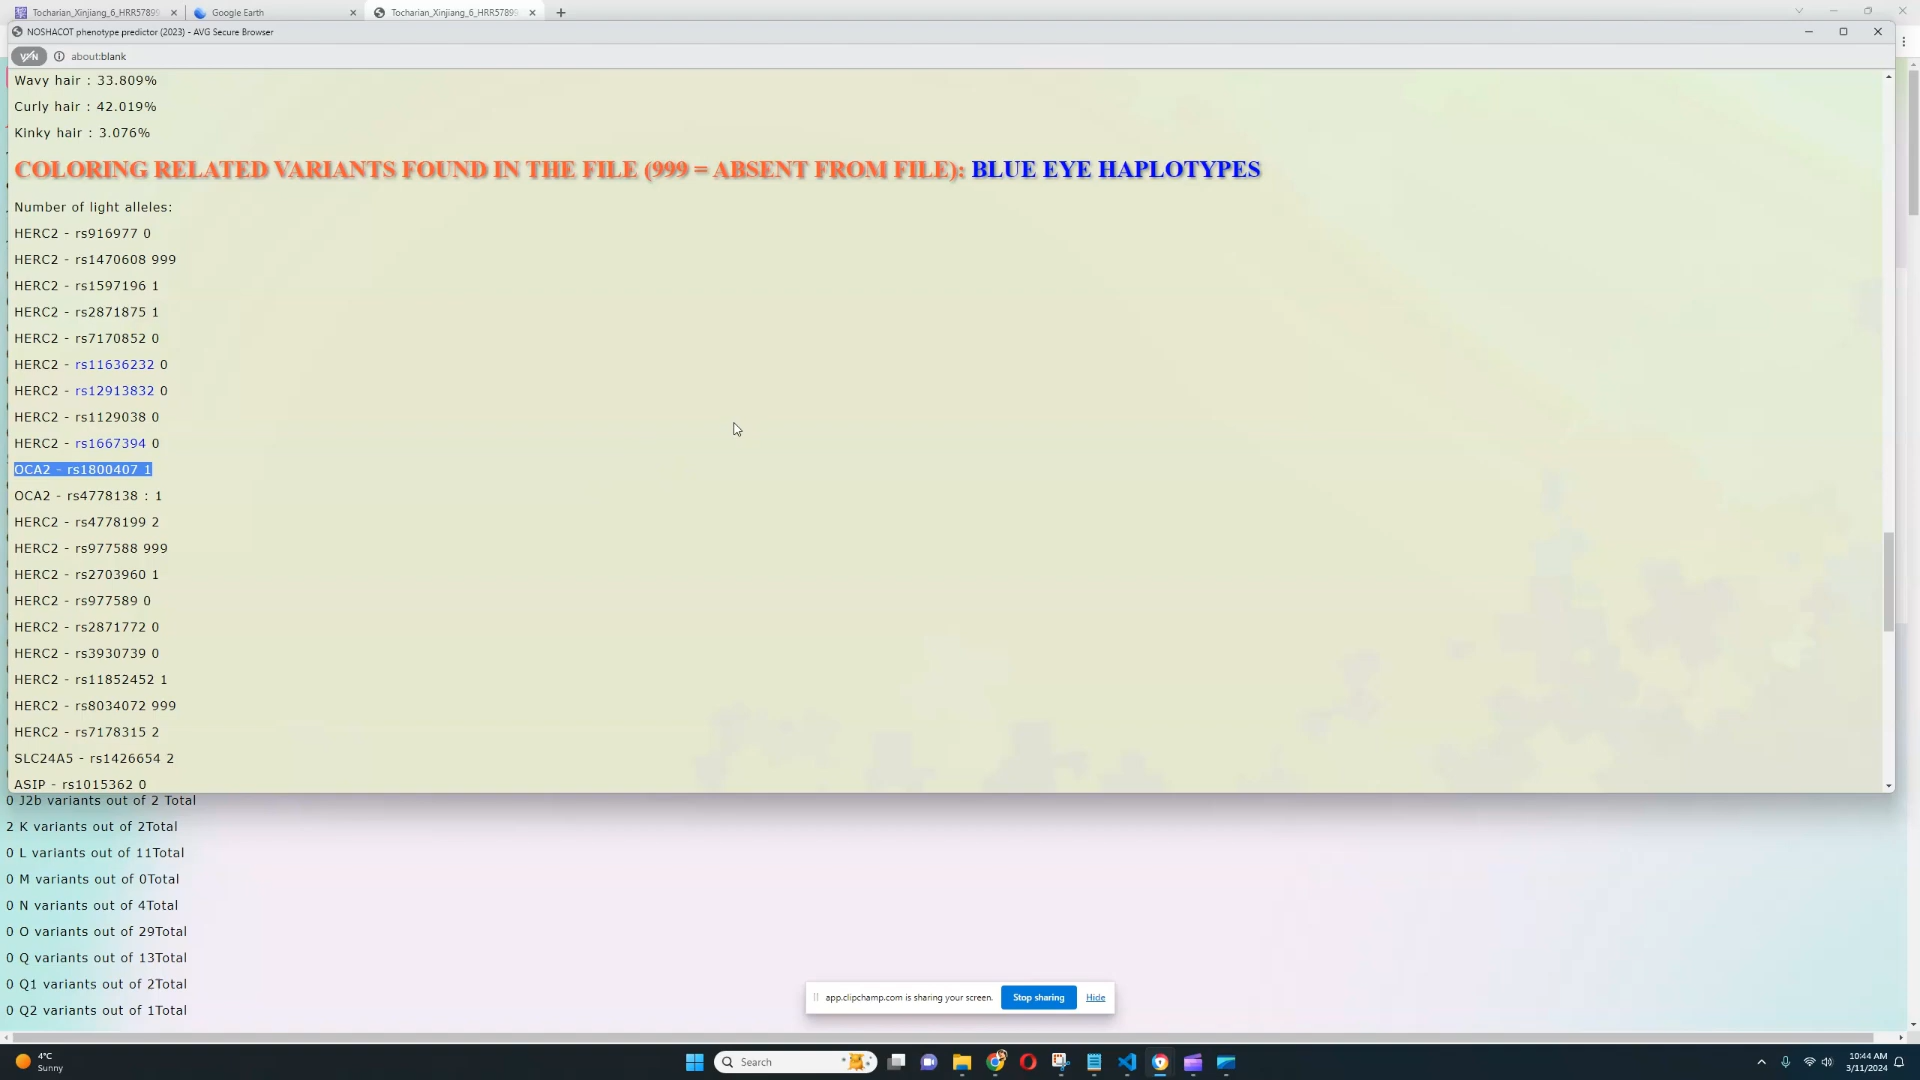 Tocharian_Xinjiang_6_HRR57899
Google Earth
Tocharian_Xinjiang_6_HRR57899
NOSHACOT phenotype predictor (2023) - AVG Secure Browser
VPN
about:blank
Wavy hair : 33.809%
Curly hair : 42.019%
Kinky hair : 3.076%
COLORING RELATED VARIANTS FOUND IN THE FILE (999 = ABSENT FROM FILE): BLUE EYE HAPLOTYPES
Number of light alleles:
HERC2 - rs916977 0
HERC2 - rs1470608 999
HERC2 - rs1597196 1
HERC2 - rs2871875 1
HERC2 - rs7170852 0
HERC2 - rs11636232 0
HERC2 - rs12913832 0
HERC2 - rs1129038 0
HERC2 - rs1667394 0
OCA2 - rs1800407 1
OCA2 - rs4778138 : 1
HERC2 - rs4778199 2
HERC2 - rs977588 999
HERC2 - rs2703960 1
HERC2 - rs977589 0
HERC2 - rs2871772 0
HERC2 - rs3930739 0
HERC2 - rs11852452 1
HERC2 - rs8034072 999
HERC2 - rs7178315 2
SLC24A5 - rs1426654 2
ASIP - rs1015362 0
0 J2b variants out of 2 Total
2 K variants out of 2Total
0 L variants out of 11Total
0 M variants out of 0Total
0 N variants out of 4Total
0 O variants out of 29Total
0 Q variants out of 13Total
0 Q1 variants out of 2Total
0 Q2 variants out of 1Total
app.clipchamp.com is sharing your screen.
Stop sharing
Hide
4°C
Sunny
Search
10:44 AM
3/11/2024